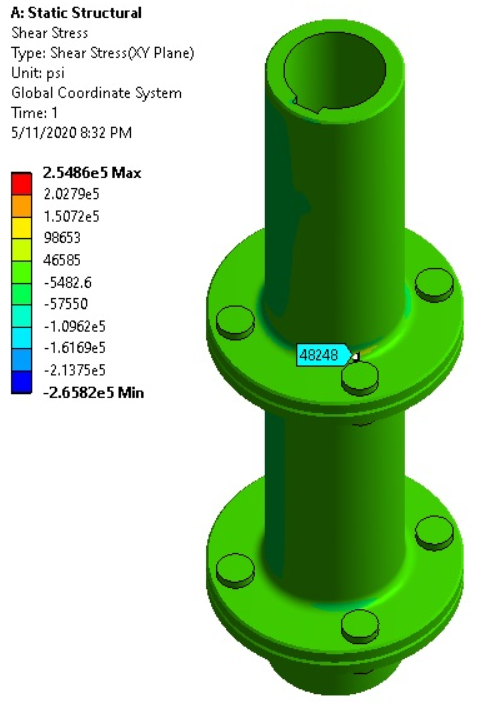 A: Static Structural
Shear Stress
Type: Shear Stress(XY Plane)
Unit: psi
Global Coordinate System
Time: 1
5/11/2020 8:32 PM
2.5486e5 Max
2.0279e5
1.5072e5
98653
46585
-5482.6
-57550
-1.0962e5
-1.6169e5
-2.1375e5
-2.6582e5 Min
48248